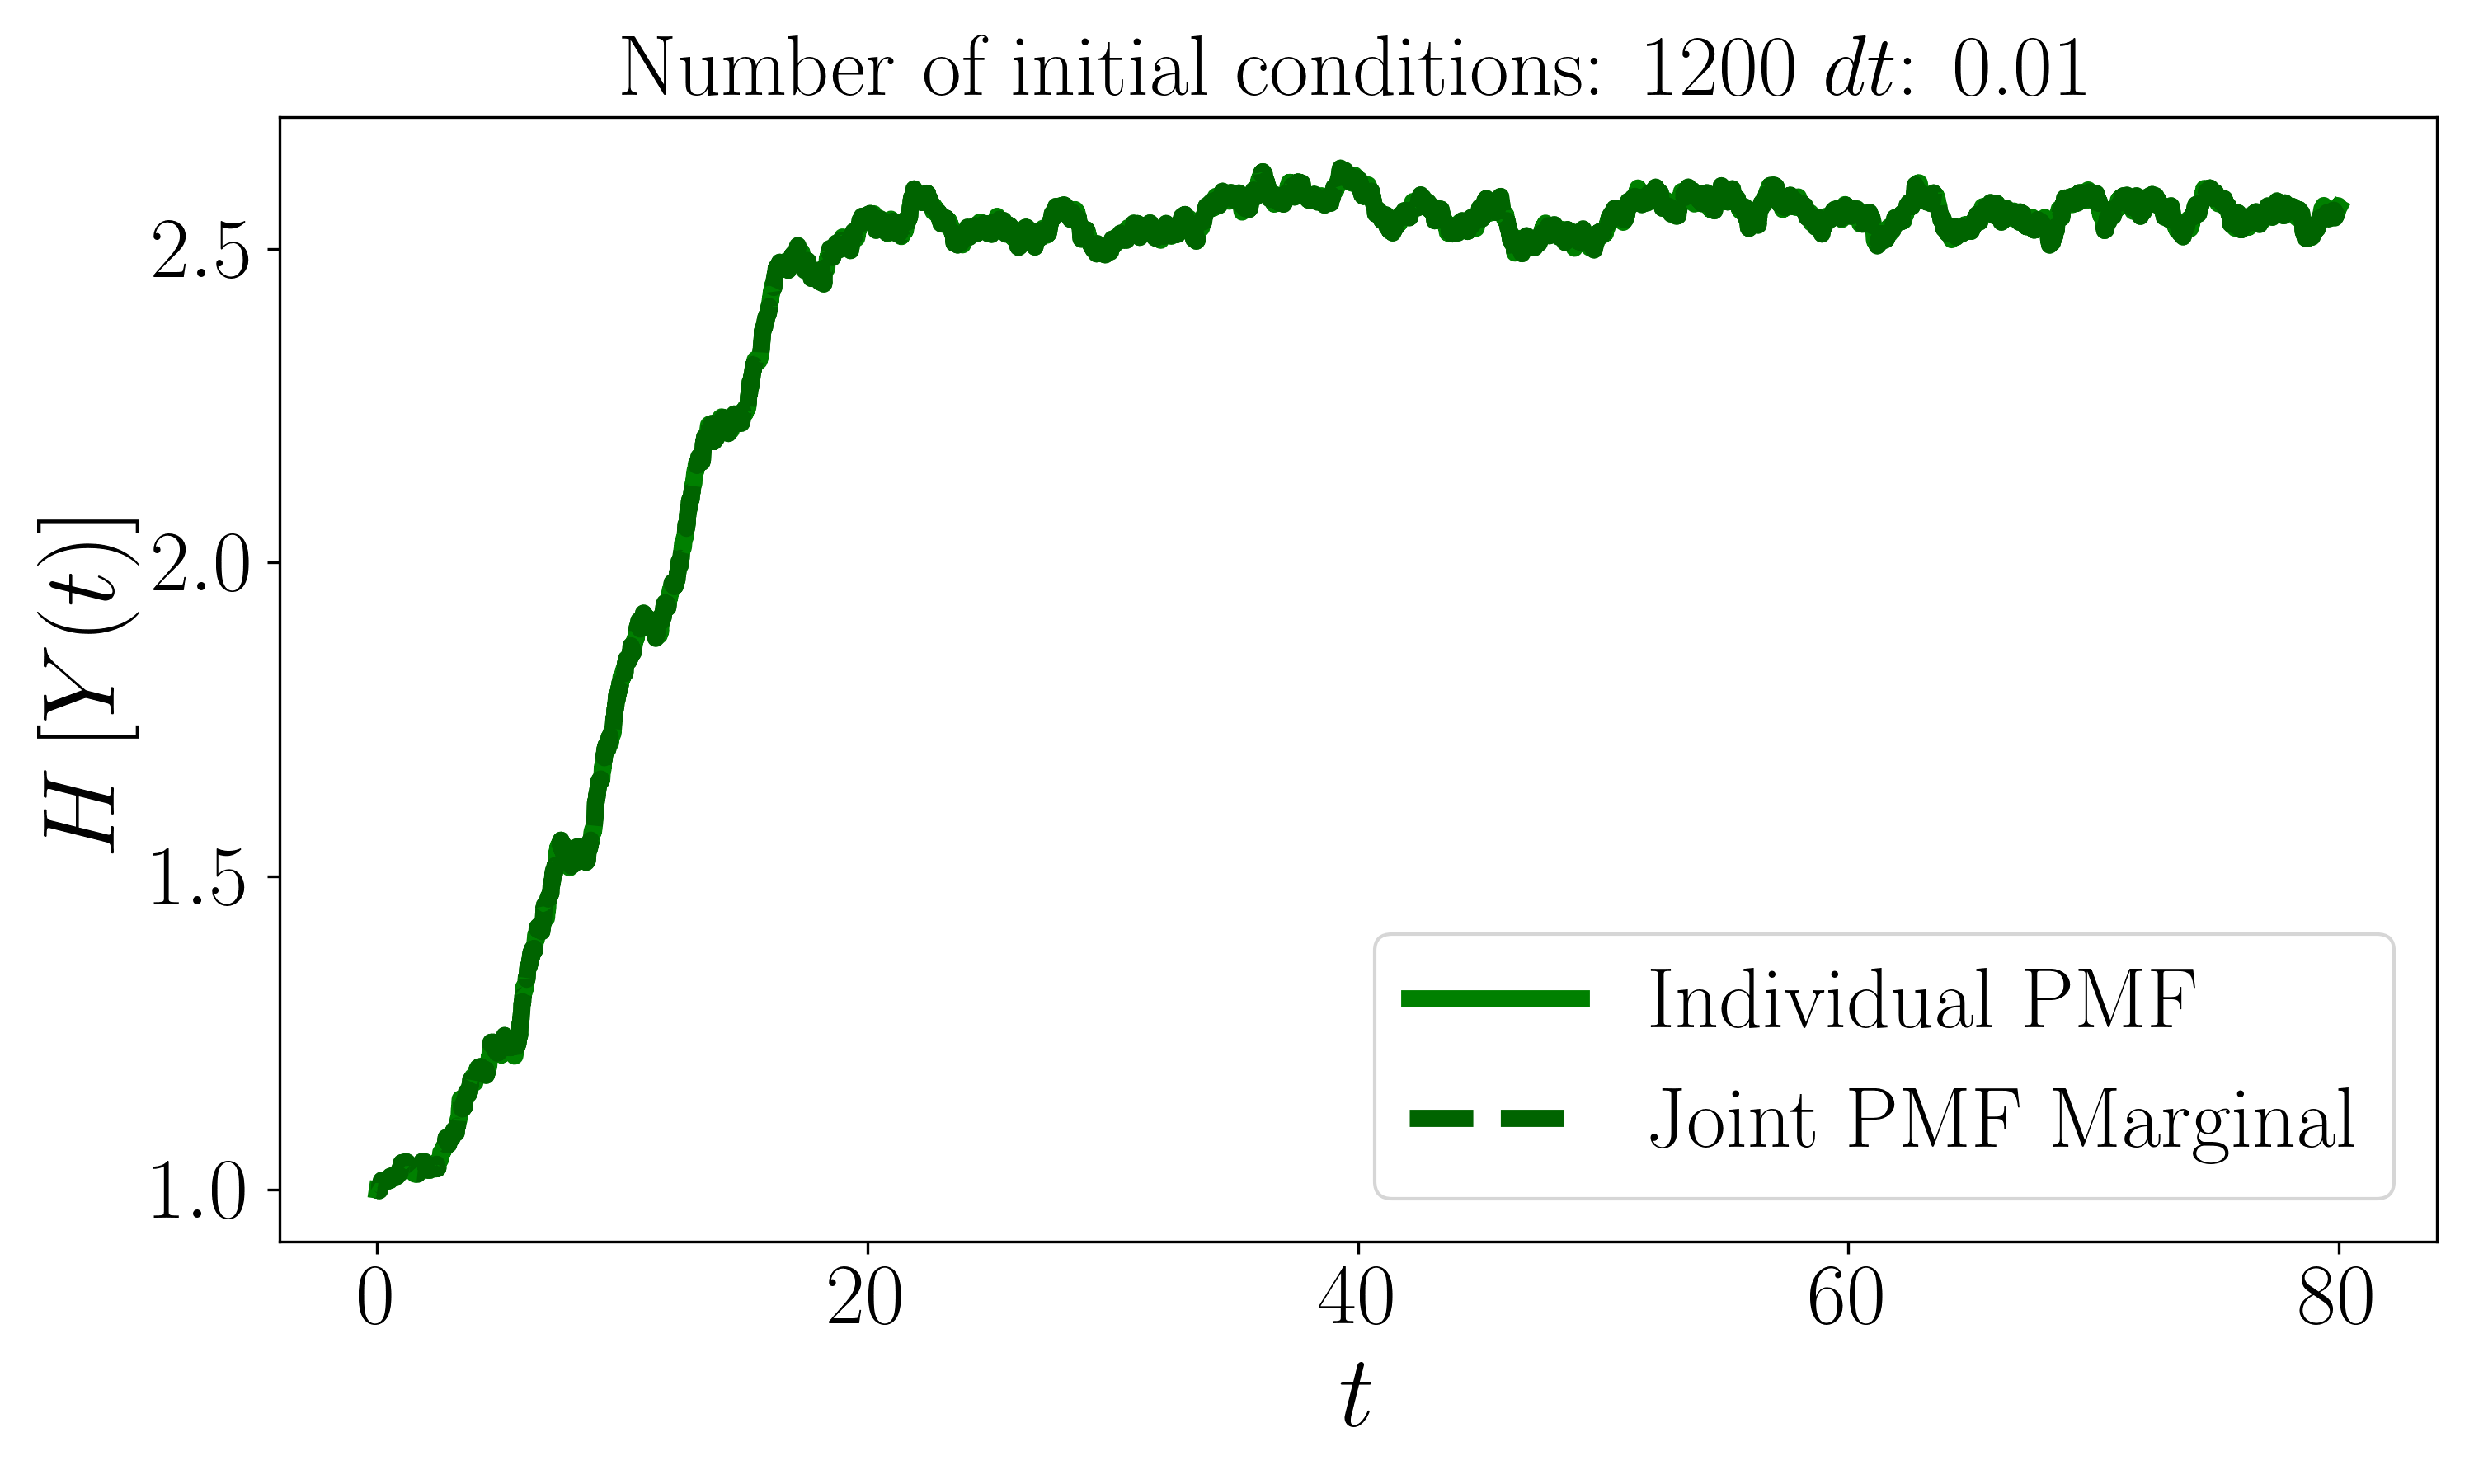 Number of initial conditions: 1200 dt: 0.01
H [Y(t)]
2.5
2.0
1.5
1.0
0 20 40 60 80
t
Individual PMF
Joint PMF Marginal